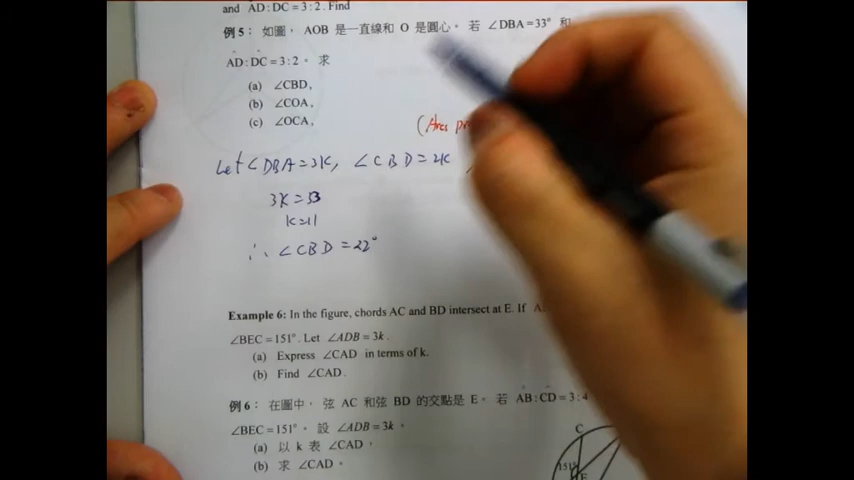 and AD:DC = 3:2. Find
例 5： 如圖， AOB 是一直線和 O 是圓心。 若 ∠DBA = 33° 和
AD:DC = 3:2。 求
(a) ∠CBD,
(b) ∠COA,
(c) ∠OCA,
(Arcs
Let ∠DBA = 3K, ∠CBD = 2K
3K = 33
K = 11
∴ ∠CBD = 22°
Example 6: In the figure, chords AC and BD intersect at E. If
∠BEC = 151°. Let ∠ADB = 3k.
(a) Express ∠CAD in terms of k.
(b) Find ∠CAD.
例 6： 在圖中， 弦 AC 和弦 BD 的交點是 E。 若 AB:CD = 3:4
∠BEC = 151°。 設 ∠ADB = 3k。
(a) 以 k 表 ∠CAD，
(b) 求 ∠CAD。
C
151°
E